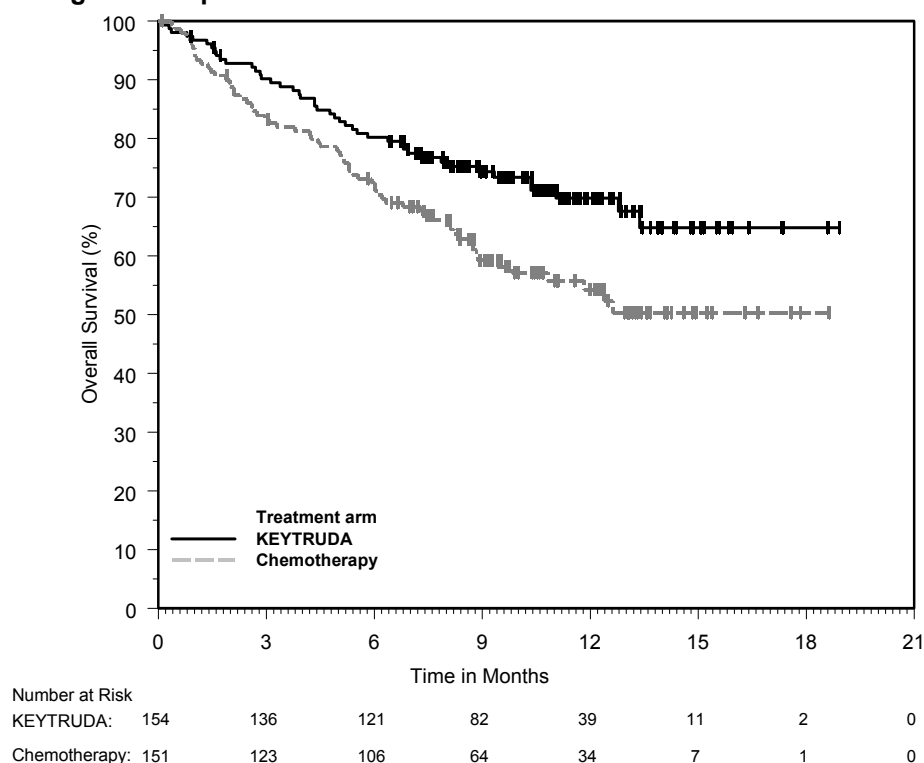 100
90
80
70
60
50
40
30
20
10
0
Overall Survival (%)
Treatment arm
KEYTRUDA
Chemotherapy
0 3 6 9 12 15 18 21
Time in Months
Number at Risk
KEYTRUDA: 154 136 121 82 39 11 2 0
Chemotherapy: 151 123 106 64 34 7 1 0